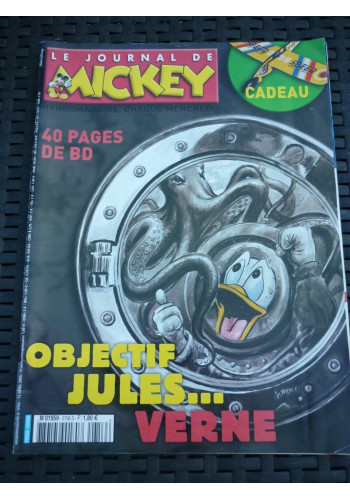 LE JOURNAL DE
MICKEY
CADEAU
40 PAGES
DE BD
OBJECTIF
JULES...
VERNE